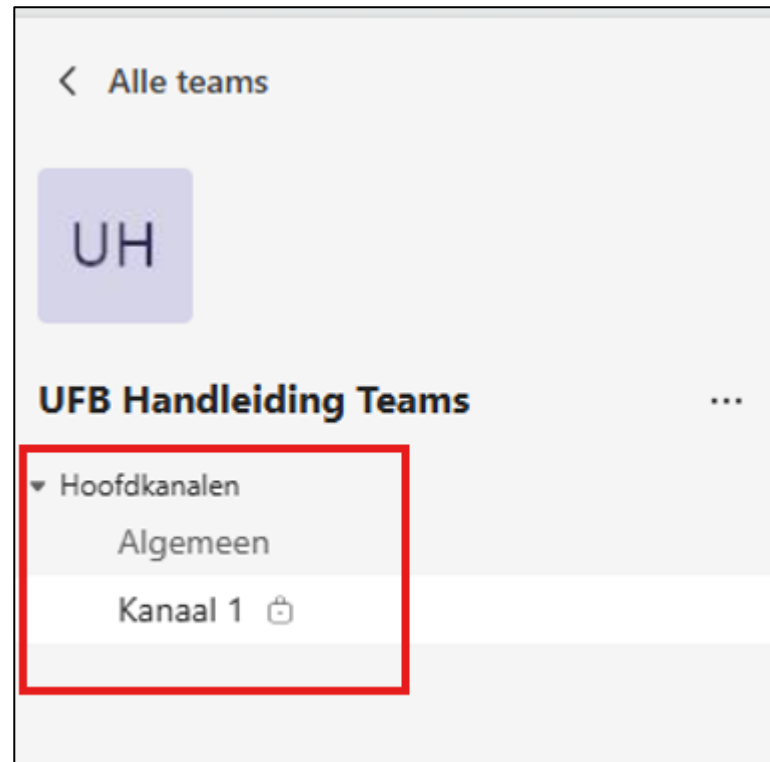 Alle teams
UH
UFB Handleiding Teams ...
Hoofdkanalen
Algemeen
Kanaal 1